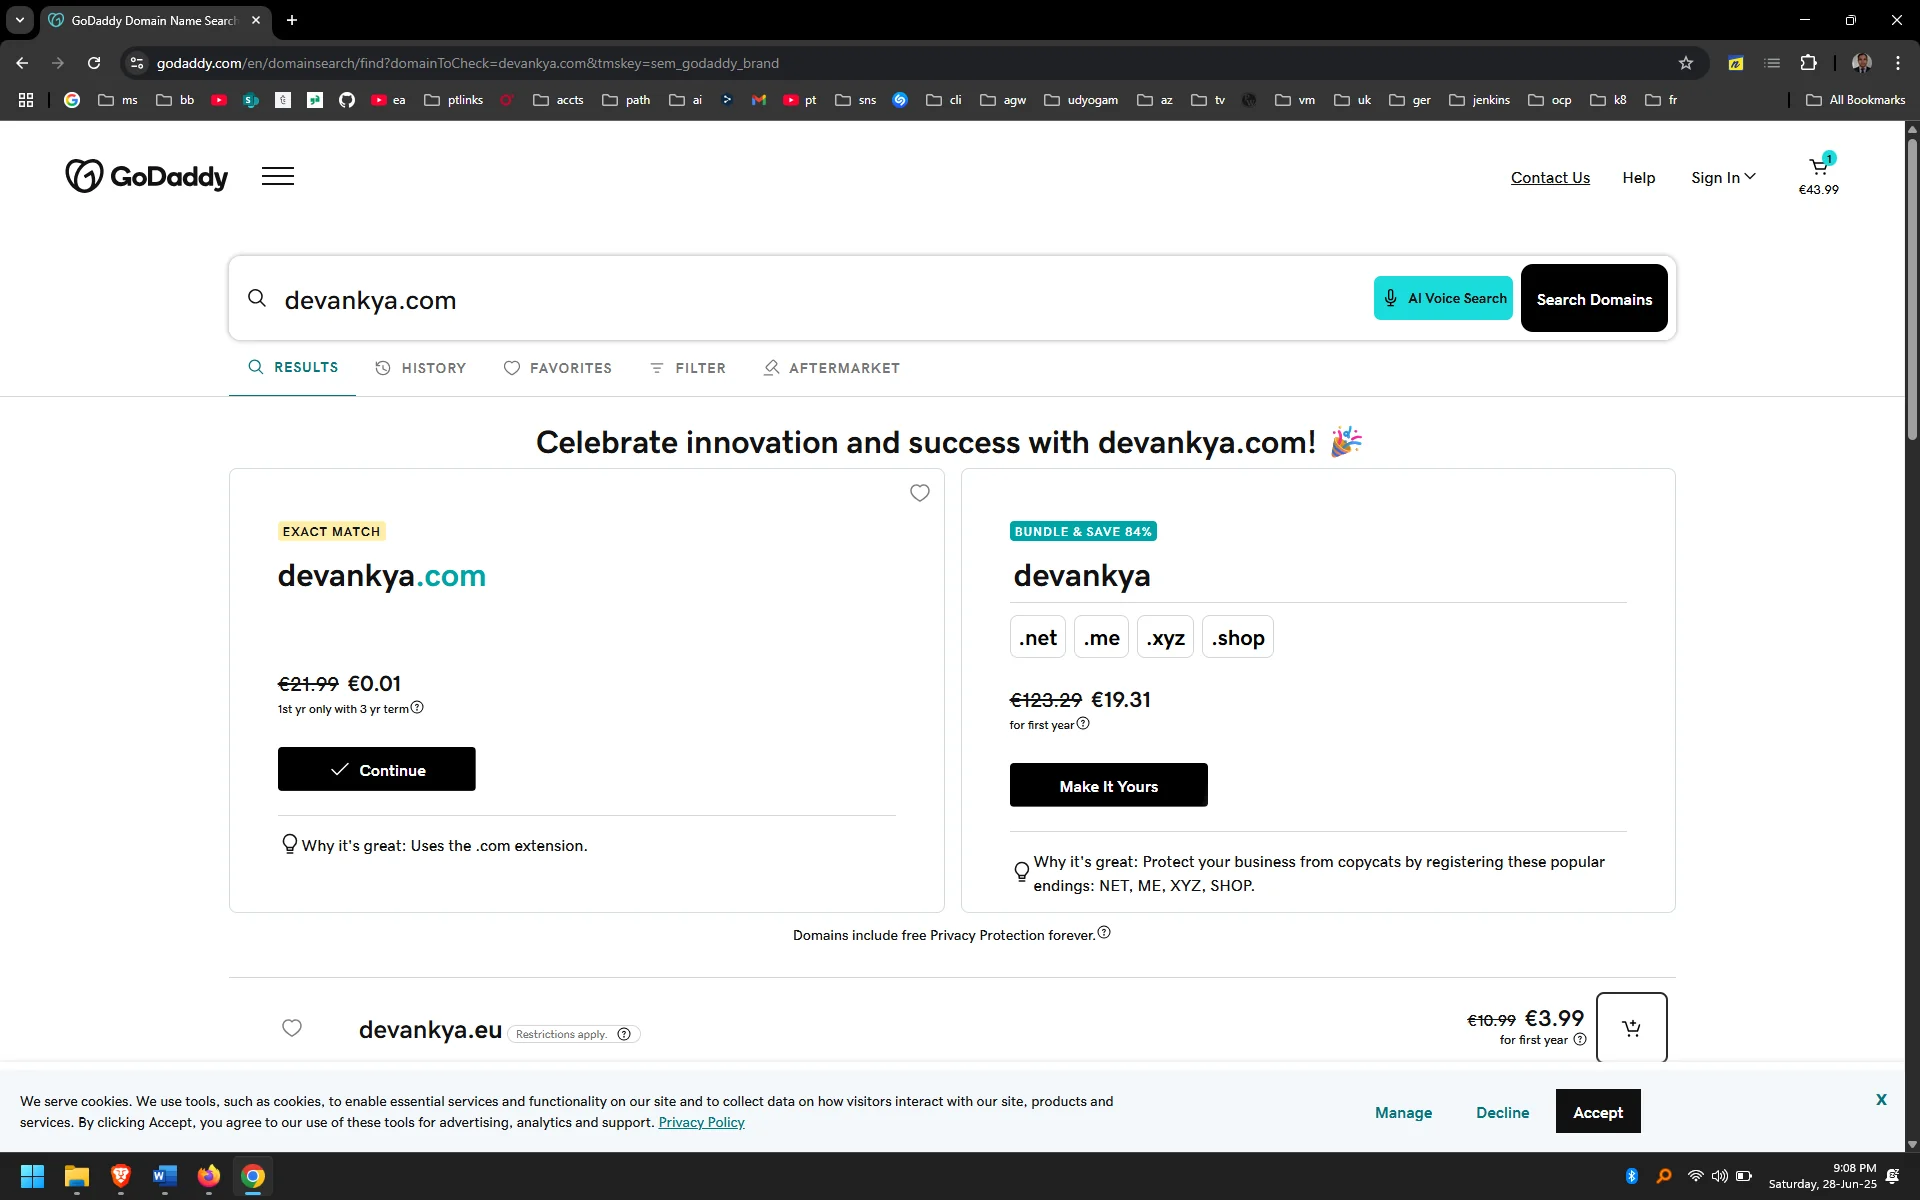 GoDaddy Domain Name Search
godaddy.com/en/domainsearch/find?domainToCheck=devankya.com&tmskey=sem_godaddy_brand
ms bb ea ptlinks accts path ai pt sns cli agw udyogam az tv vm uk ger jenkins ocp k8 fr All Bookmarks
GoDaddy
Contact Us Help Sign In 1
€43.99
devankya.com AI Voice Search Search Domains
RESULTS HISTORY FAVORITES FILTER AFTERMARKET
Celebrate innovation and success with devankya.com!
EXACT MATCH
devankya.com
€21.99 €0.01
1st yr only with 3 yr term
Continue
Why it's great: Uses the .com extension.
BUNDLE & SAVE 84%
devankya
.net .me .xyz .shop
€123.29 €19.31
for first year
Make It Yours
Why it's great: Protect your business from copycats by registering these popular
endings: NET, ME, XYZ, SHOP.
Domains include free Privacy Protection forever.
devankya.eu Restrictions apply. €10.99 €3.99
for first year
We serve cookies. We use tools, such as cookies, to enable essential services and functionality on our site and to collect data on how visitors interact with our site, products and
services. By clicking Accept, you agree to our use of these tools for advertising, analytics and support. Privacy Policy
Manage Decline Accept X
9:08 PM
Saturday, 28-Jun-25